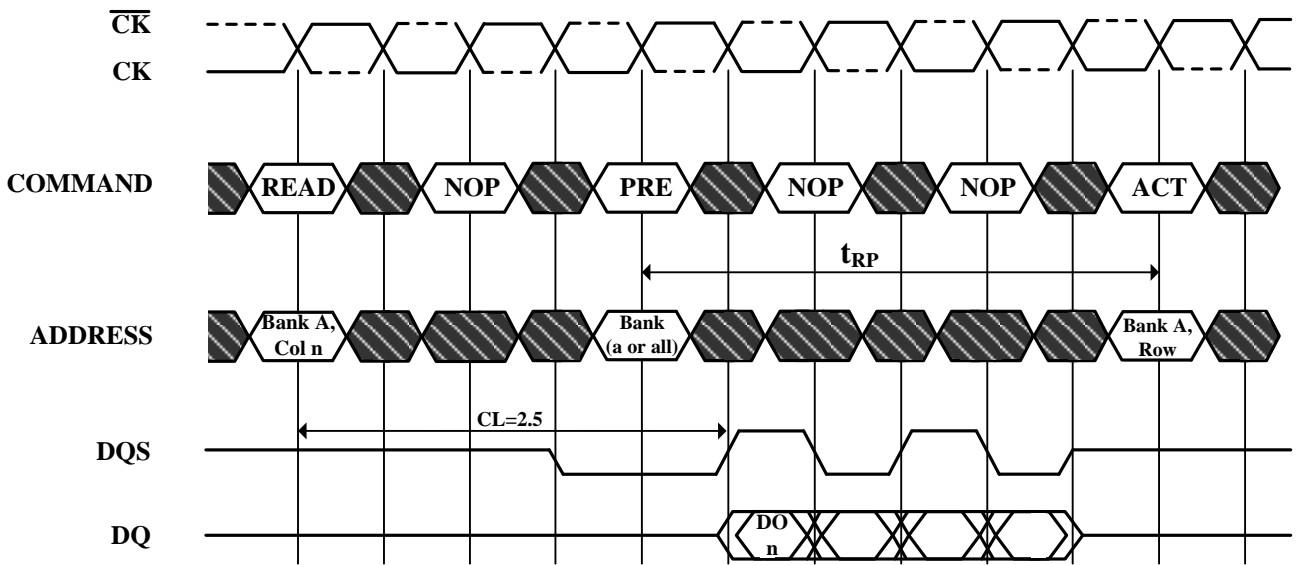 CK
CK
COMMAND
READ
NOP
PRE
NOP
NOP
ACT
tRP
ADDRESS
Bank A,
Col n
Bank
(a or all)
Bank A,
Row
CL=2.5
DQS
DQ
DO
n